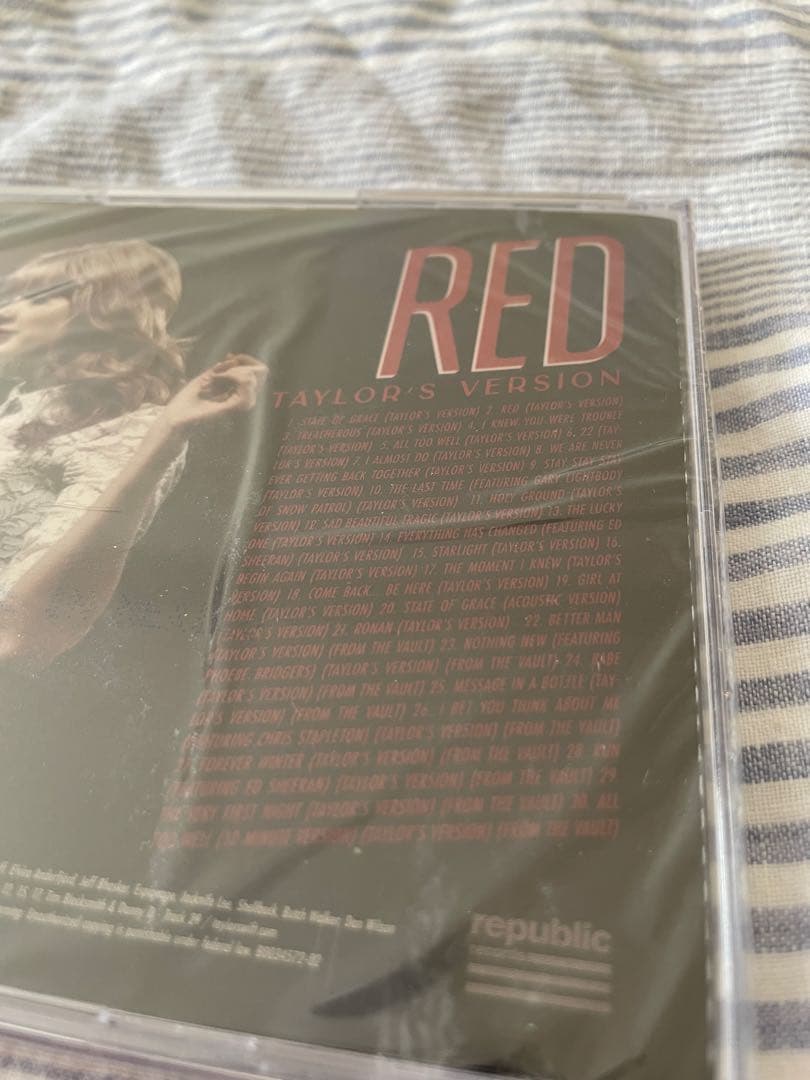 RED
TAYLOR'S VERSION
1. STATE OF GRACE (TAYLOR'S VERSION) 2. RED (TAYLOR'S VERSION)
3. TREACHEROUS (TAYLOR'S VERSION) 4. I KNEW YOU WERE TROUBLE
(TAYLOR'S VERSION) 5. ALL TOO WELL (TAYLOR'S VERSION) 6. 22 (TAY-
LOR'S VERSION) 7. I ALMOST DO (TAYLOR'S VERSION) 8. WE ARE NEVER
EVER GETTING BACK TOGETHER (TAYLOR'S VERSION) 9. STAY STAY STAY
(TAYLOR'S VERSION) 10. THE LAST TIME (FEATURING GARY LIGHTBODY
OF SNOW PATROL) (TAYLOR'S VERSION) 11. HOLY GROUND (TAYLOR'S
VERSION) 12. SAD BEAUTIFUL TRAGIC (TAYLOR'S VERSION) 13. THE LUCKY
ONE (TAYLOR'S VERSION) 14. EVERYTHING HAS CHANGED (FEATURING ED
SHEERAN) (TAYLOR'S VERSION) 15. STARLIGHT (TAYLOR'S VERSION) 16.
BEGIN AGAIN (TAYLOR'S VERSION) 17. THE MOMENT I KNEW (TAYLOR'S
VERSION) 18. COME BACK... BE HERE (TAYLOR'S VERSION) 19. GIRL AT
HOME (TAYLOR'S VERSION) 20. STATE OF GRACE (ACOUSTIC VERSION)
(TAYLOR'S VERSION) 21. RONAN (TAYLOR'S VERSION) 22. BETTER MAN
(TAYLOR'S VERSION) (FROM THE VAULT) 23. NOTHING NEW (FEATURING
PHOEBE BRIDGERS) (TAYLOR'S VERSION) (FROM THE VAULT) 24. BABE
(TAYLOR'S VERSION) (FROM THE VAULT) 25. MESSAGE IN A BOTTLE (TAY-
LOR'S VERSION) (FROM THE VAULT) 26. I BET YOU THINK ABOUT ME
(FEATURING CHRIS STAPLETON) (TAYLOR'S VERSION) (FROM THE VAULT)
FOREVER WINTER (TAYLOR'S VERSION) (FROM THE VAULT) 28. RUN
(FEATURING ED SHEERAN) (TAYLOR'S VERSION) (FROM THE VAULT) 29.
THE VERY FIRST NIGHT (TAYLOR'S VERSION) (FROM THE VAULT) 30. ALL
(10 MINUTE VERSION) (TAYLOR'S VERSION) (FROM THE VAULT)
Butch Walker, Dan Wilson
Unauthorized copying is punishable under federal law.
republic